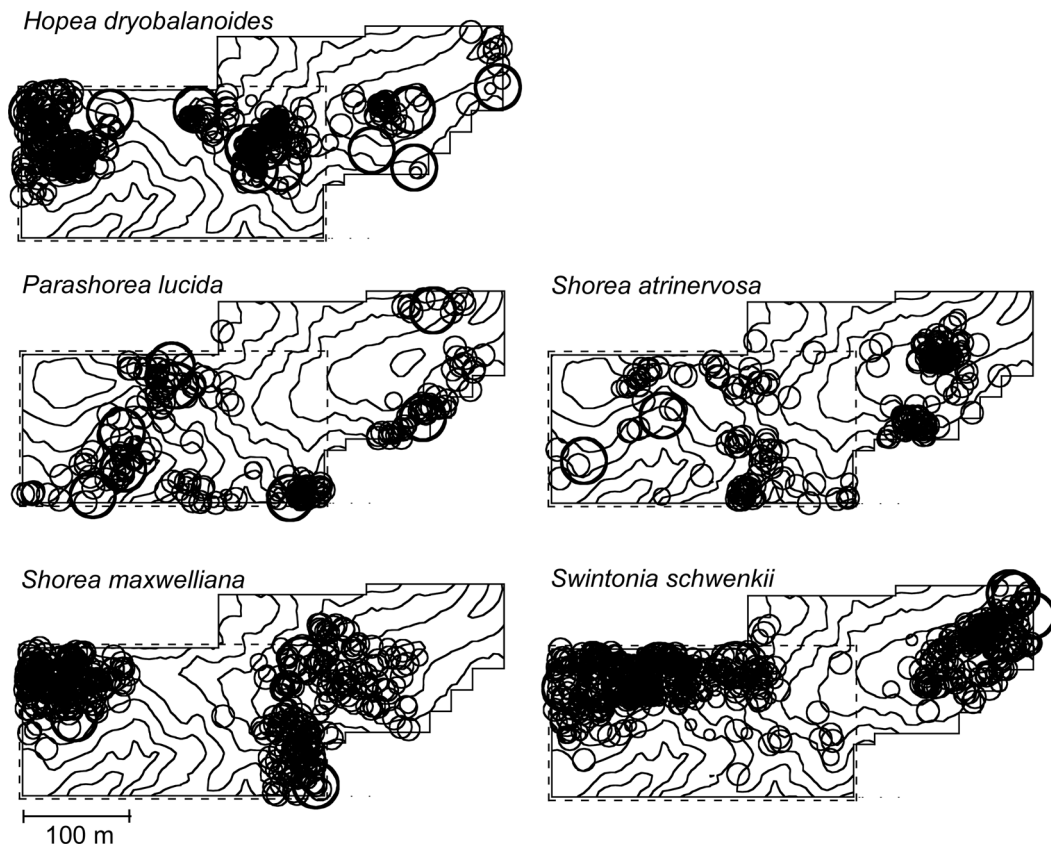 Hopea dryobalanoides
Parashorea lucida
Shorea atrinervosa
Shorea maxwelliana
Swintonia schwenkii
100 m